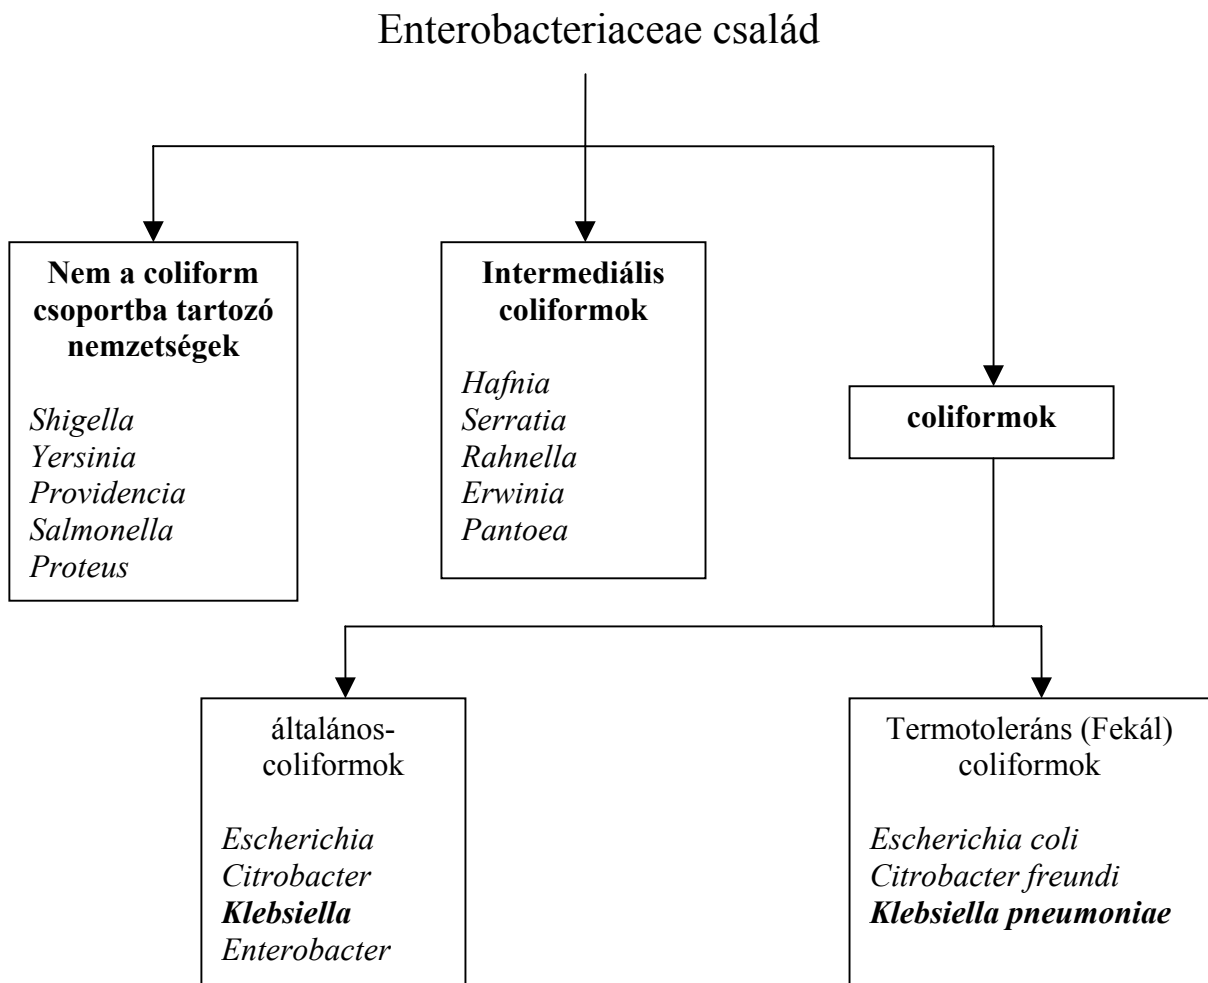 Enterobacteriaceae család
Nem a coliform
csoportba tartozó
nemzetségek
Shigella
Yersinia
Providencia
Salmonella
Proteus
Intermediális
coliformok
Hafnia
Serratia
Rahnella
Erwinia
Pantoea
coliformok
általános-
coliformok
Escherichia
Citrobacter
Klebsiella
Enterobacter
Termotoleráns (Fekál)
coliformok
Escherichia coli
Citrobacter freundi
Klebsiella pneumoniae